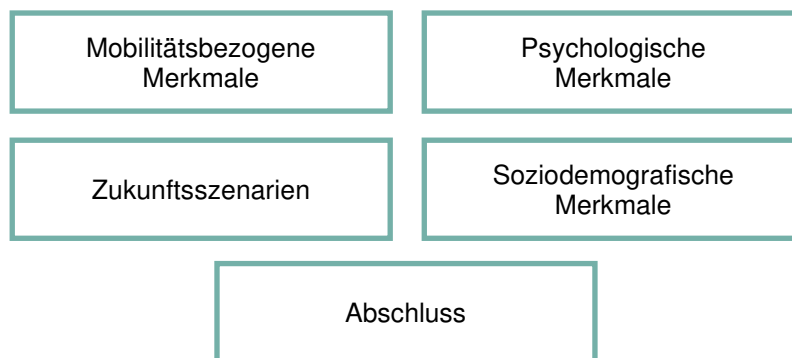 Mobilitätsbezogene
Merkmale
Psychologische
Merkmale
Zukunftsszenarien
Soziodemografische
Merkmale
Abschluss